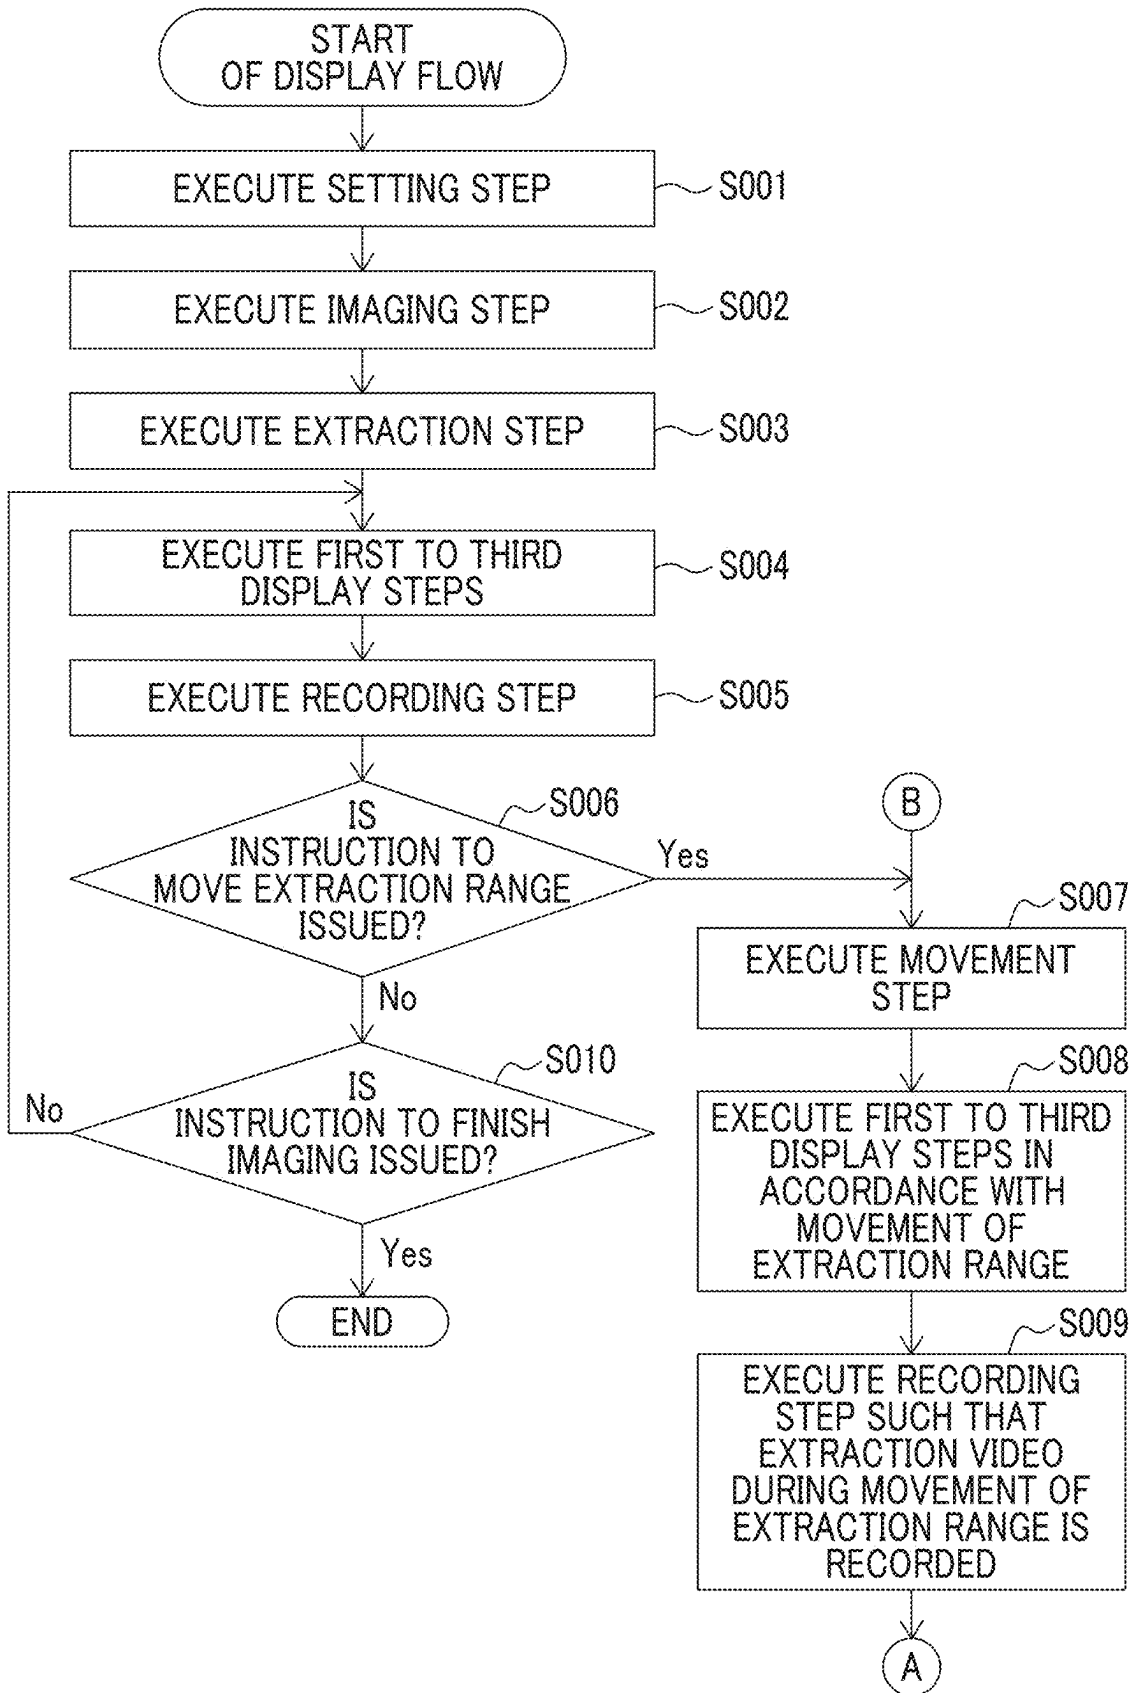 START
OF DISPLAY FLOW
EXECUTE SETTING STEP
S001
EXECUTE IMAGING STEP
S002
EXECUTE EXTRACTION STEP
S003
EXECUTE FIRST TO THIRD
DISPLAY STEPS
S004
EXECUTE RECORDING STEP
S005
IS
INSTRUCTION TO
MOVE EXTRACTION RANGE
ISSUED?
S006
Yes
No
IS
INSTRUCTION TO FINISH
IMAGING ISSUED?
S010
No
Yes
END
B
S007
EXECUTE MOVEMENT
STEP
S008
EXECUTE FIRST TO THIRD
DISPLAY STEPS IN
ACCORDANCE WITH
MOVEMENT OF
EXTRACTION RANGE
S009
EXECUTE RECORDING
STEP SUCH THAT
EXTRACTION VIDEO
DURING MOVEMENT OF
EXTRACTION RANGE IS
RECORDED
A